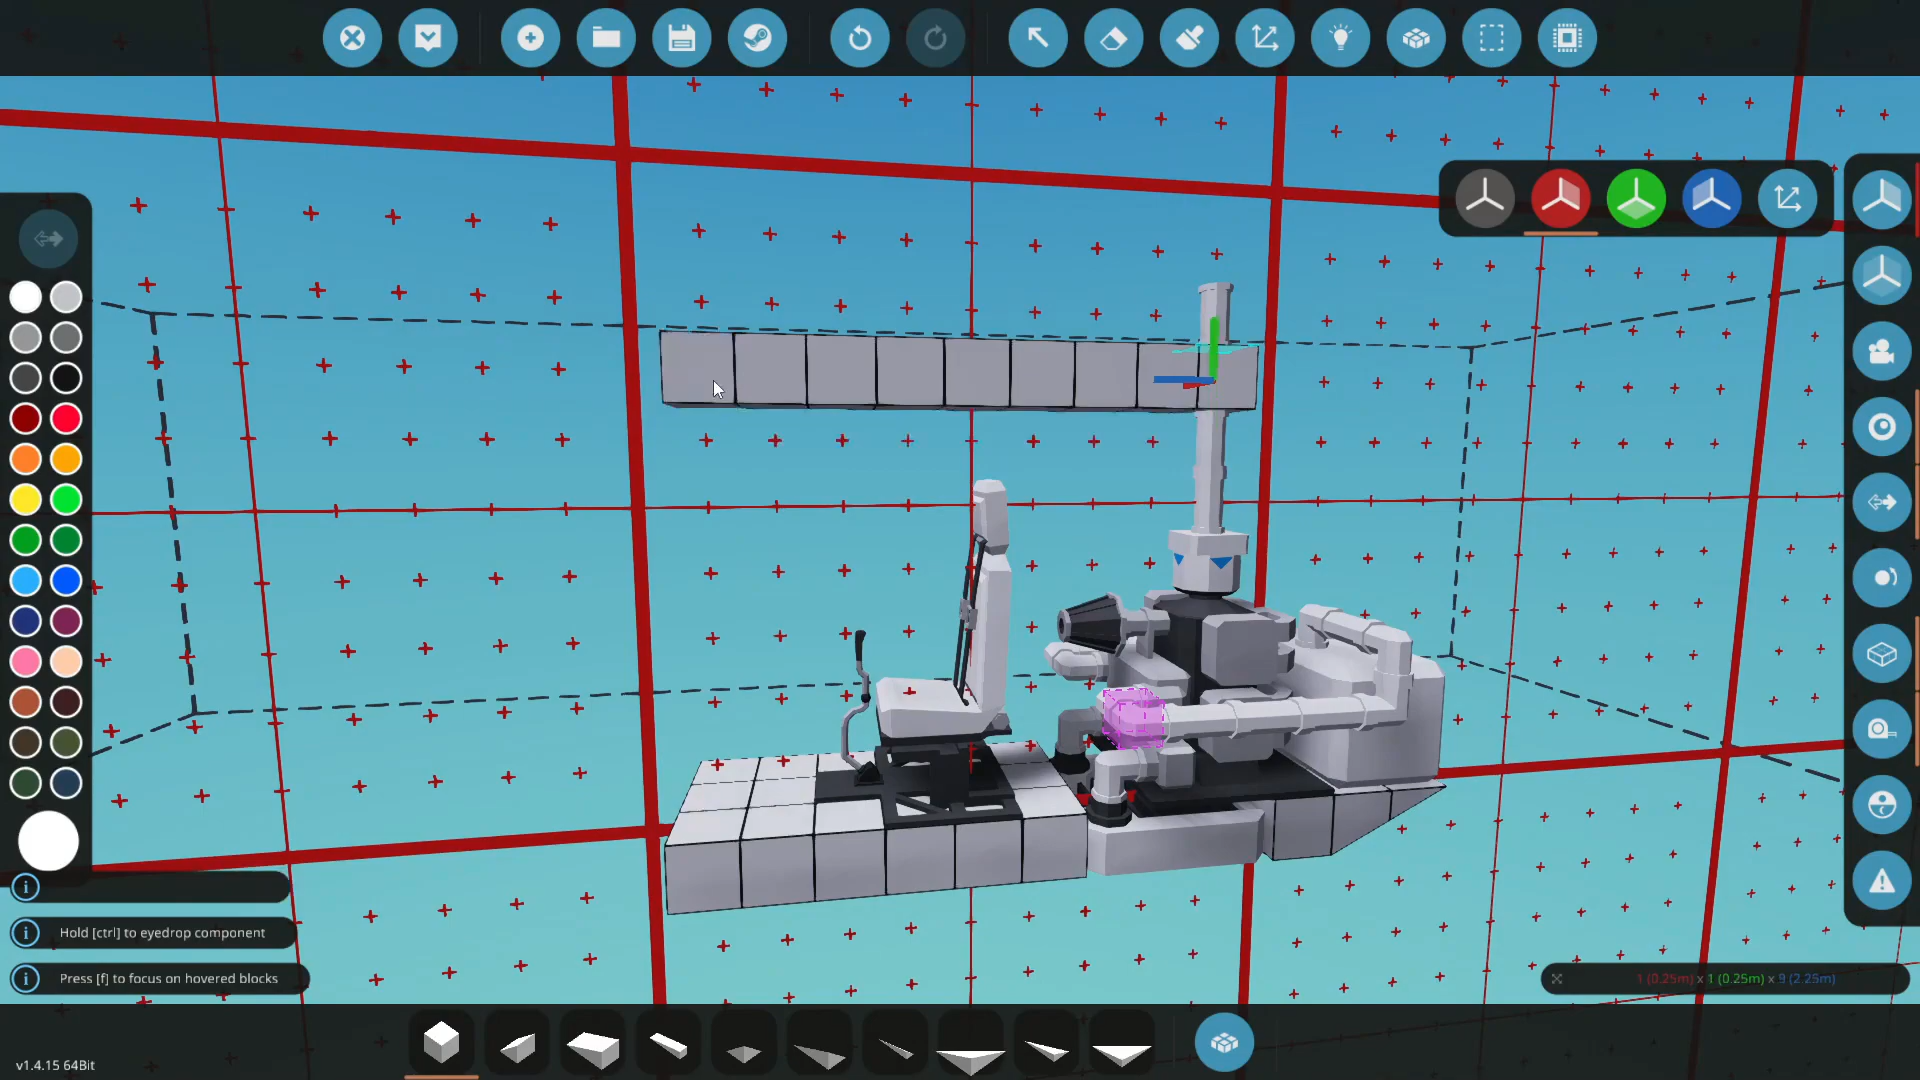 Hold [ctrl] to eyedrop component
Press [f] to focus on hovered blocks
1 (0.25m) x 1 (0.25m) x 9 (2.25m)
v1.4.15 64Bit